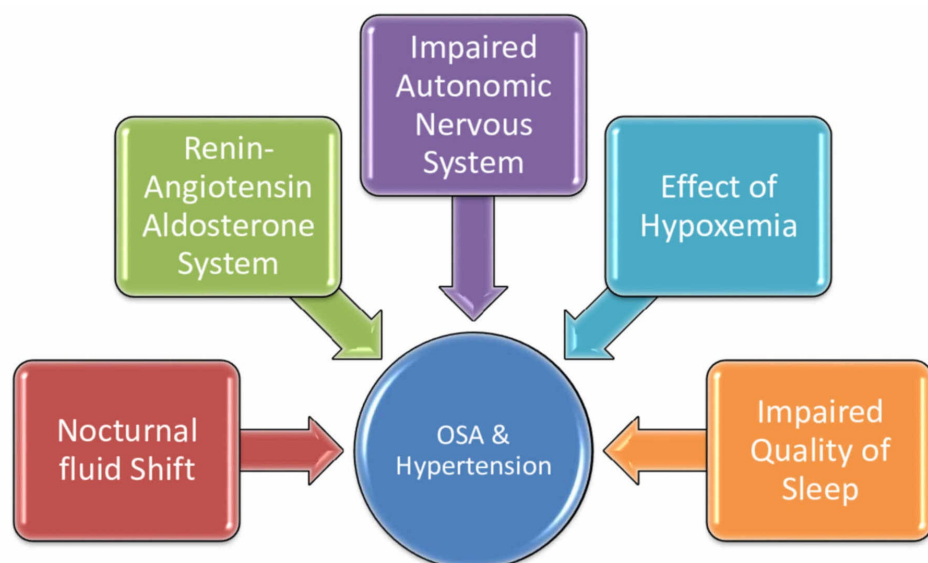 Nocturnal
fluid Shift
Renin-
Angiotensin
Aldosterone
System
Impaired
Autonomic
Nervous
System
Effect of
Hypoxemia
Impaired
Quality of
Sleep
OSA &
Hypertension